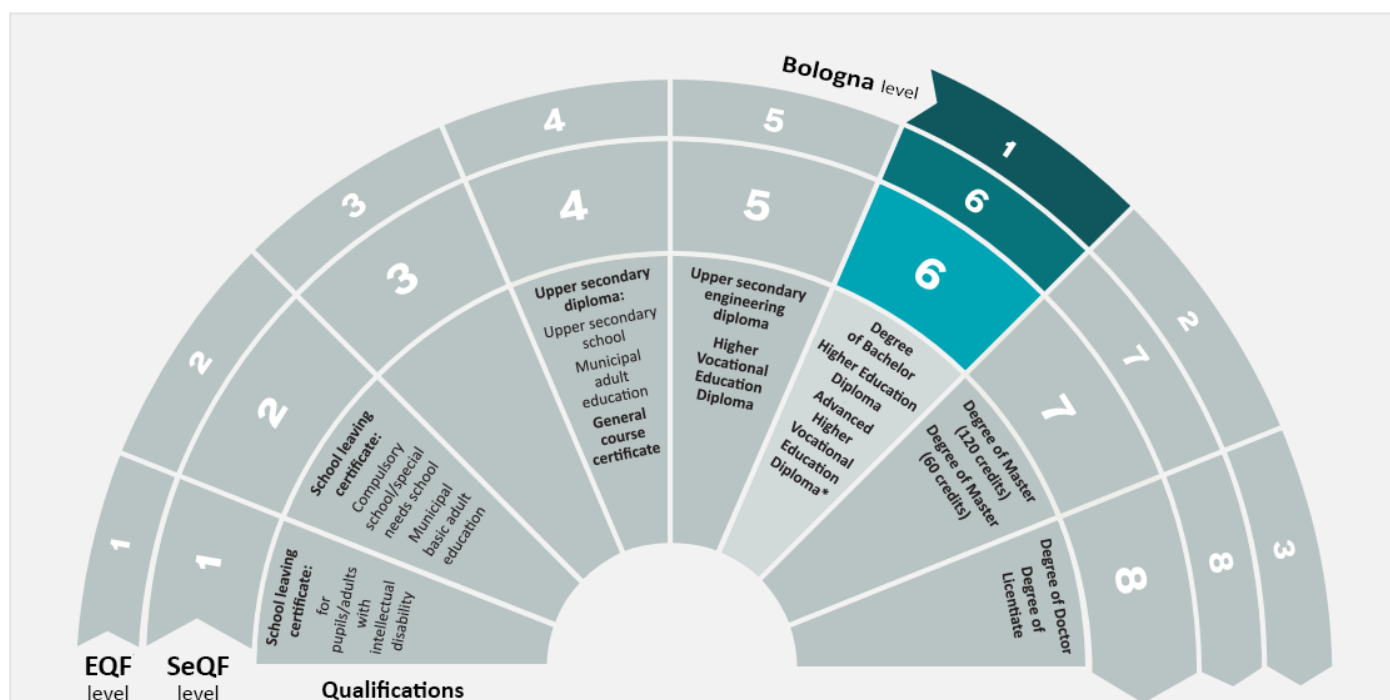 Bologna level
1
2
3
1
2
3
4
5
6
7
8
1
2
3
4
5
6
7
8
School leaving
certificate:
for
pupils/adults
with
intellectual
disability
School leaving
certificate:
Compulsory
school/special
needs school
Municipal
basic adult
education
Upper secondary
diploma:
Upper secondary
school
Municipal
adult
education
General
course
certificate
Upper secondary
engineering
diploma
Higher
Vocational
Education
Diploma
Degree
of Bachelor
Higher Education
Diploma
Advanced
Higher
Vocational
Education
Diploma*
Degree of Master
(120 credits)
Degree of Master
(60 credits)
Degree of Doctor
Degree of
Licentiate
EQF
level
SeQF
level
Qualifications